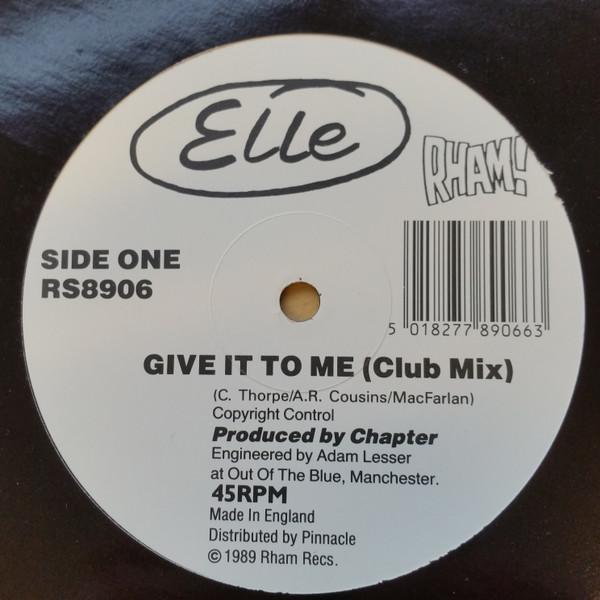 Elle
RHAM!
SIDE ONE
RS8906
5 018277 890663
GIVE IT TO ME (Club Mix)
(C. Thorpe/A.R. Cousins/MacFarlan)
Copyright Control
Produced by Chapter
Engineered by Adam Lesser
at Out Of The Blue, Manchester.
45RPM
Made In England
Distributed by Pinnacle
©1989 Rham Recs.